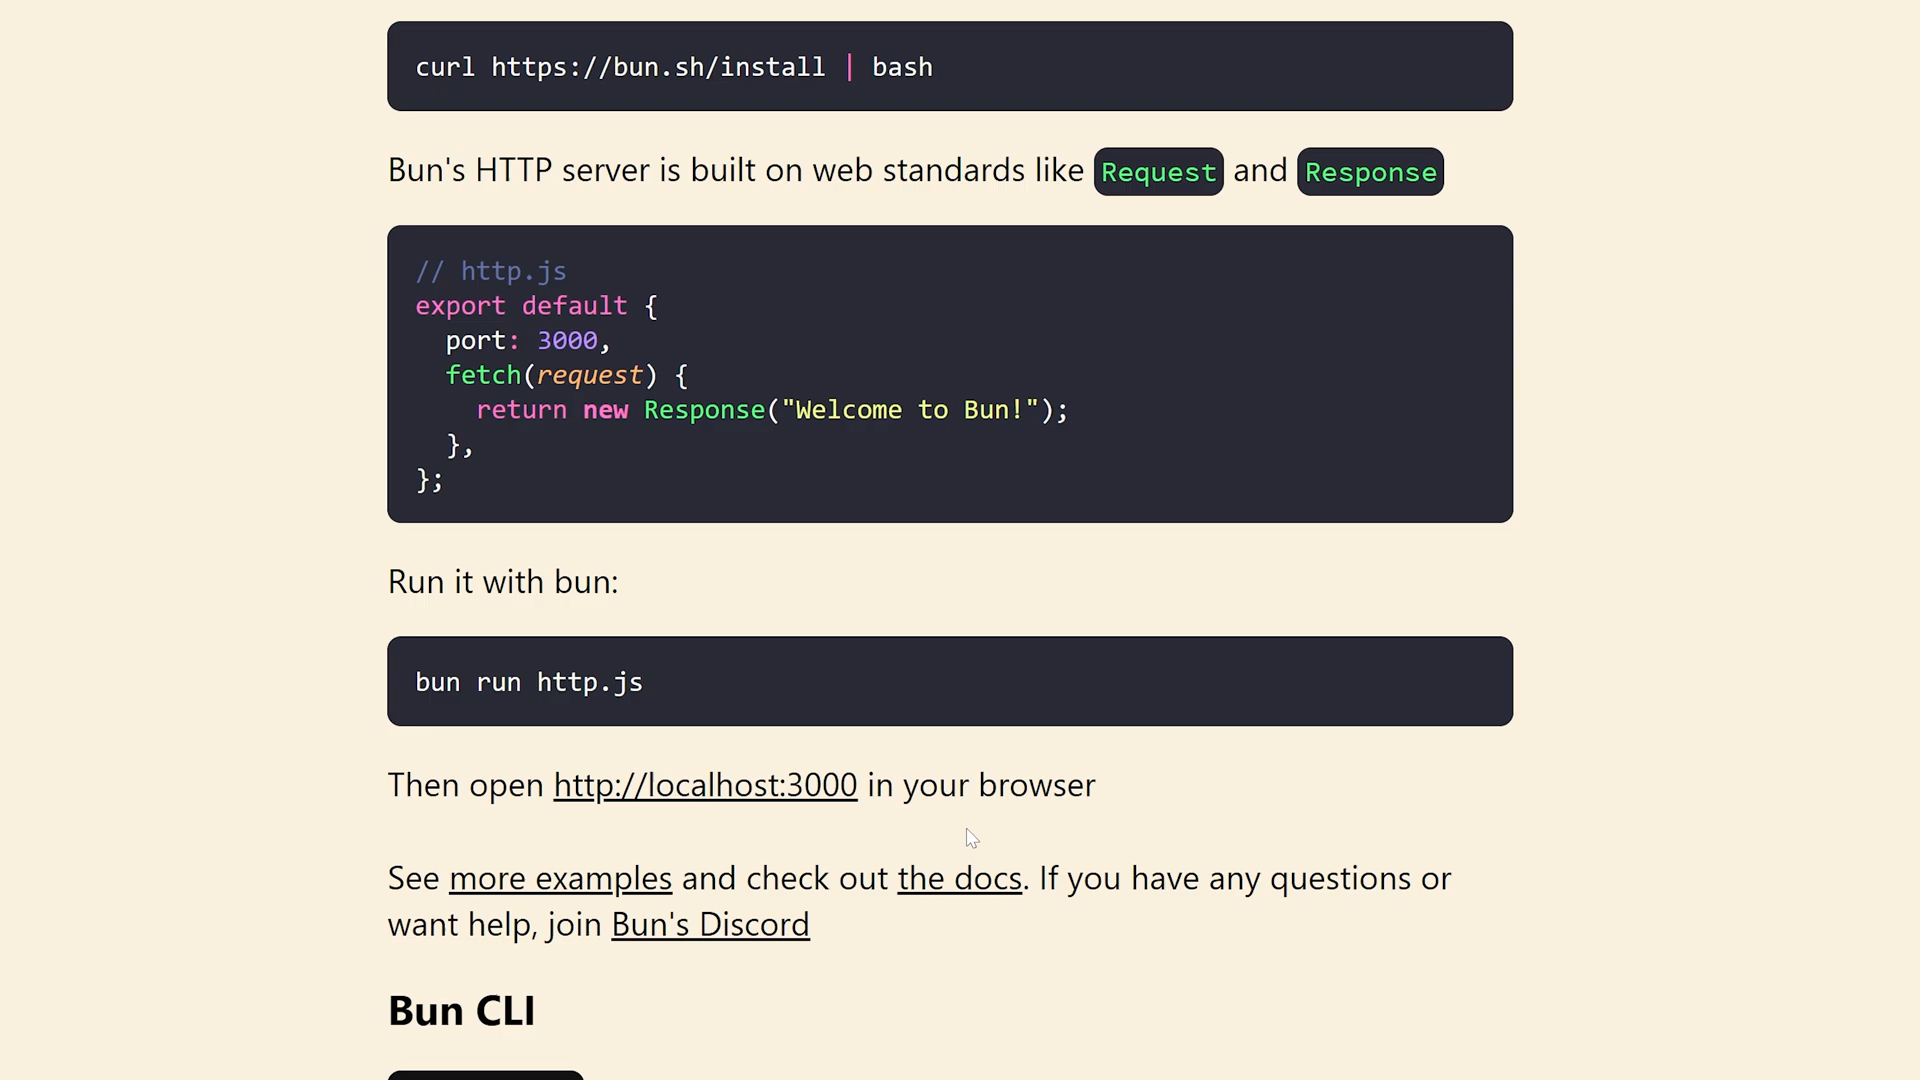 curl https://bun.sh/install | bash
Bun's HTTP server is built on web standards like Request and Response
// http.js
export default {
  port: 3000,
  fetch(request) {
    return new Response("Welcome to Bun!");
  },
};
Run it with bun:
bun run http.js
Then open http://localhost:3000 in your browser
See more examples and check out the docs. If you have any questions or
want help, join Bun's Discord
Bun CLI